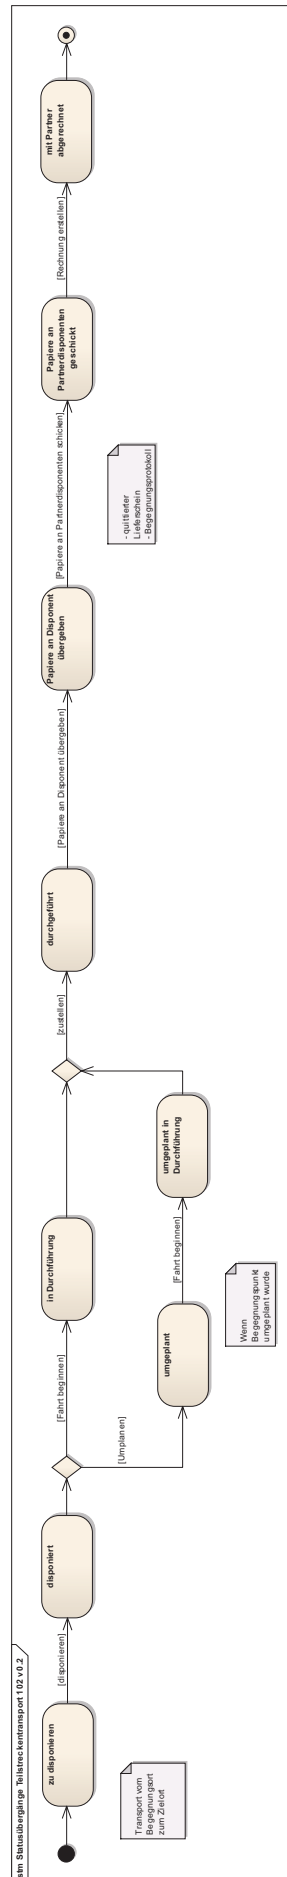 stm Statusübergänge Teilstreckentransport 102 v0.2
zu disponieren
[disponieren]
disponiert
[Fahrt beginnen]
in Durchführung
[Umplanen]
umgeplant
[Fahrt beginnen]
umgeplant in
Durchführung
[zustellen]
durchgeführt
[Papiere an Disponent übergeben]
Papiere an Disponent
übergeben
[Papiere an Partnerdisponenten schicken]
Papiere an
Partnerdisponenten
geschickt
[Rechnung erstellen]
mit Partner
abgerechnet
Transport vom
Begegnungsort
zum Zielort
Wenn
Begegnungspunkt
umgeplant wurde
- quittierter
Lieferschein
- Begegnungsprotokoll